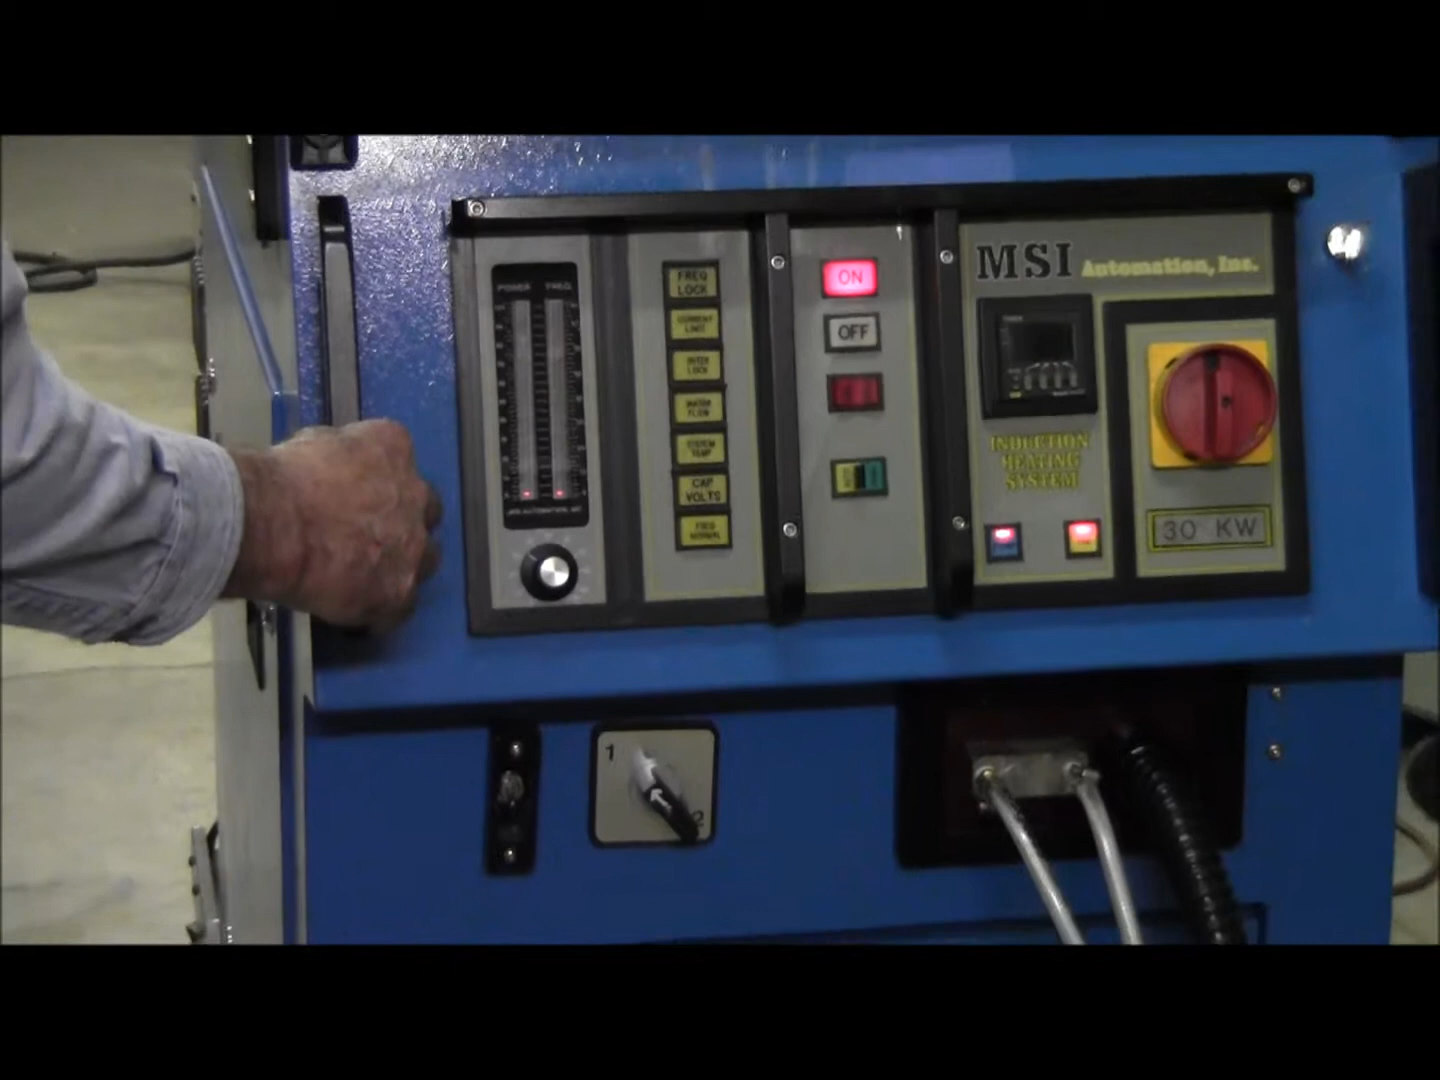 POWER FREQ
FREQ
LOCK
CURRENT
LIMIT
INTER
LOCK
WATER
FLOW
SYSTEM
TEMP
CAP
VOLTS
FREQ
NORMAL
ON
OFF
MSI Automation, Inc.
INDUCTION
HEATING
SYSTEM
30 KW
1
2